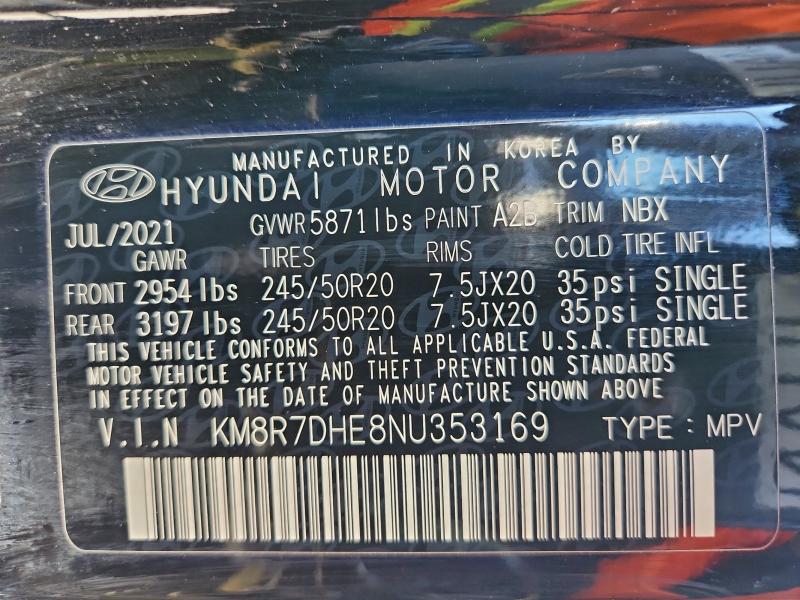 MANUFACTURED IN KOREA BY
HYUNDAI MOTOR COMPANY
JUL/2021 GVWR 5871lbs PAINT A2B TRIM NBX
GAWR TIRES RIMS COLD TIRE INFL
FRONT 2954 lbs 245/50R20 7.5JX20 35psi SINGLE
REAR 3197 lbs 245/50R20 7.5JX20 35psi SINGLE
THIS VEHICLE CONFORMS TO ALL APPLICABLE U.S.A. FEDERAL
MOTOR VEHICLE SAFETY AND THEFT PREVENTION STANDARDS
IN EFFECT ON THE DATE OF MANUFACTURE SHOWN ABOVE
V.I.N KM8R7DHE8NU353169 TYPE : MPV